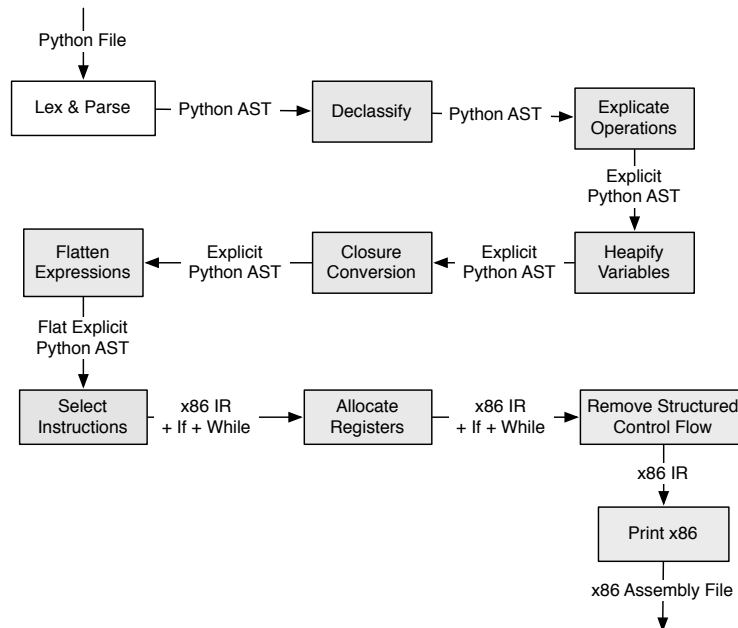 Python File
Lex & Parse
Python AST
Declassify
Python AST
Explicate
Operations
Explicit
Python AST
Heapify
Variables
Explicit
Python AST
Closure
Conversion
Explicit
Python AST
Flatten
Expressions
Flat Explicit
Python AST
Select
Instructions
x86 IR
+ If + While
Allocate
Registers
x86 IR
+ If + While
Remove Structured
Control Flow
x86 IR
Print x86
x86 Assembly File